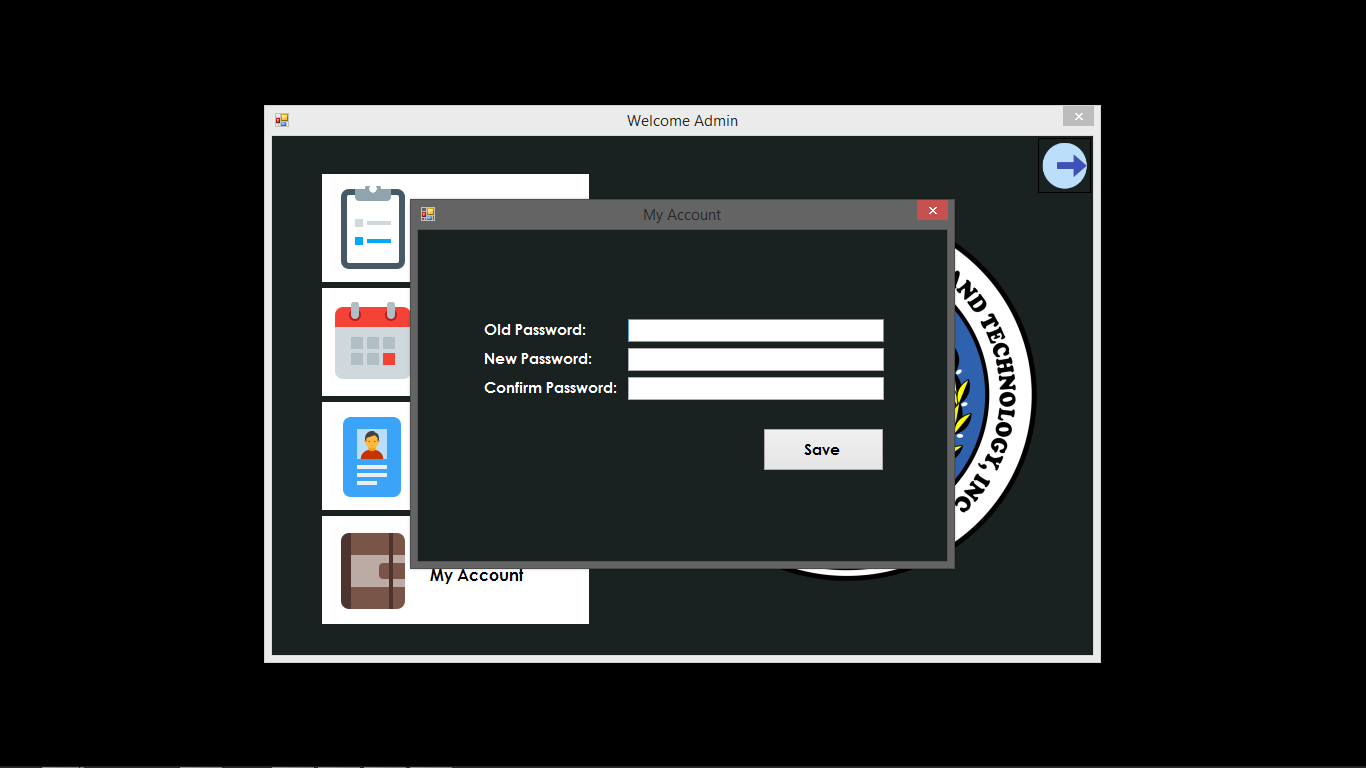 Welcome Admin
My Account
Old Password:
New Password:
Confirm Password:
Save
AND TECHNOLOGY, INC
My Account